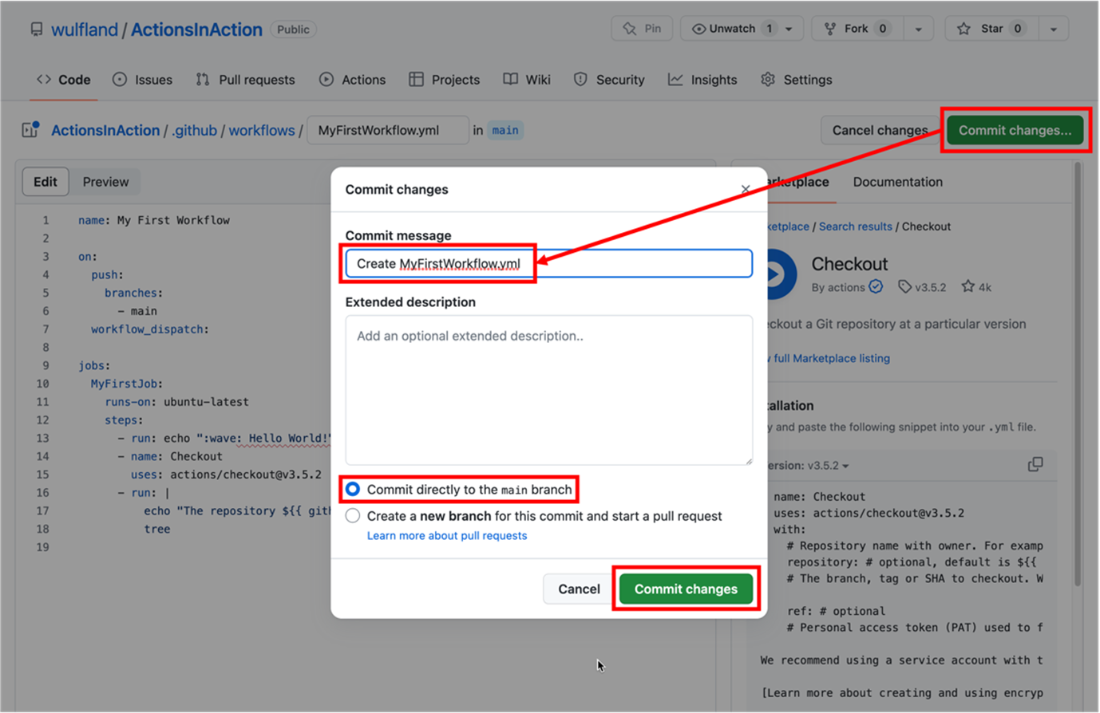 wulfland / ActionsInAction Public
Pin
Unwatch 1
Fork 0
Star 0
Code
Issues
Pull requests
Actions
Projects
Wiki
Security
Insights
Settings
ActionsInAction / .github / workflows / MyFirstWorkflow.yml in main
Cancel changes
Commit changes...
Edit
Preview
1 name: My First Workflow
2
3 on:
4 push:
5 branches:
6 - main
7 workflow_dispatch:
8
9 jobs:
10 MyFirstJob:
11 runs-on: ubuntu-latest
12 steps:
13 - run: echo ":wave: Hello World!"
14 - name: Checkout
15 uses: actions/checkout@v3.5.2
16 - run: |
17 echo "The repository ${{ gith
18 tree
19
Commit changes
Commit message
Create MyFirstWorkflow.yml
Extended description
Add an optional extended description..
Commit directly to the main branch
Create a new branch for this commit and start a pull request
Learn more about pull requests
Cancel
Commit changes
arketplace
Documentation
ketplace / Search results / Checkout
Checkout
By actions v3.5.2 4k
eckout a Git repository at a particular version
full Marketplace listing
allation
y and paste the following snippet into your .yml file.
ersion: v3.5.2
name: Checkout
uses: actions/checkout@v3.5.2
with:
# Repository name with owner. For examp
repository: # optional, default is ${{
# The branch, tag or SHA to checkout. W
ref: # optional
# Personal access token (PAT) used to f
We recommend using a service account with t
[Learn more about creating and using encryp